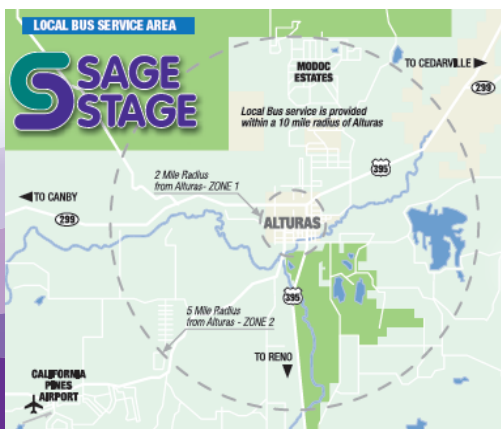 LOCAL BUS SERVICE AREA
SAGE
STAGE
MODOC
ESTATES
TO CEDARVILLE
299
Local Bus service is provided
within a 10 mile radius of Alturas
395
2 Mile Radius
from Alturas- ZONE 1
TO CANBY
299
ALTURAS
395
5 Mile Radius
from Alturas - ZONE 2
TO RENO
CALIFORNIA
PINES
AIRPORT